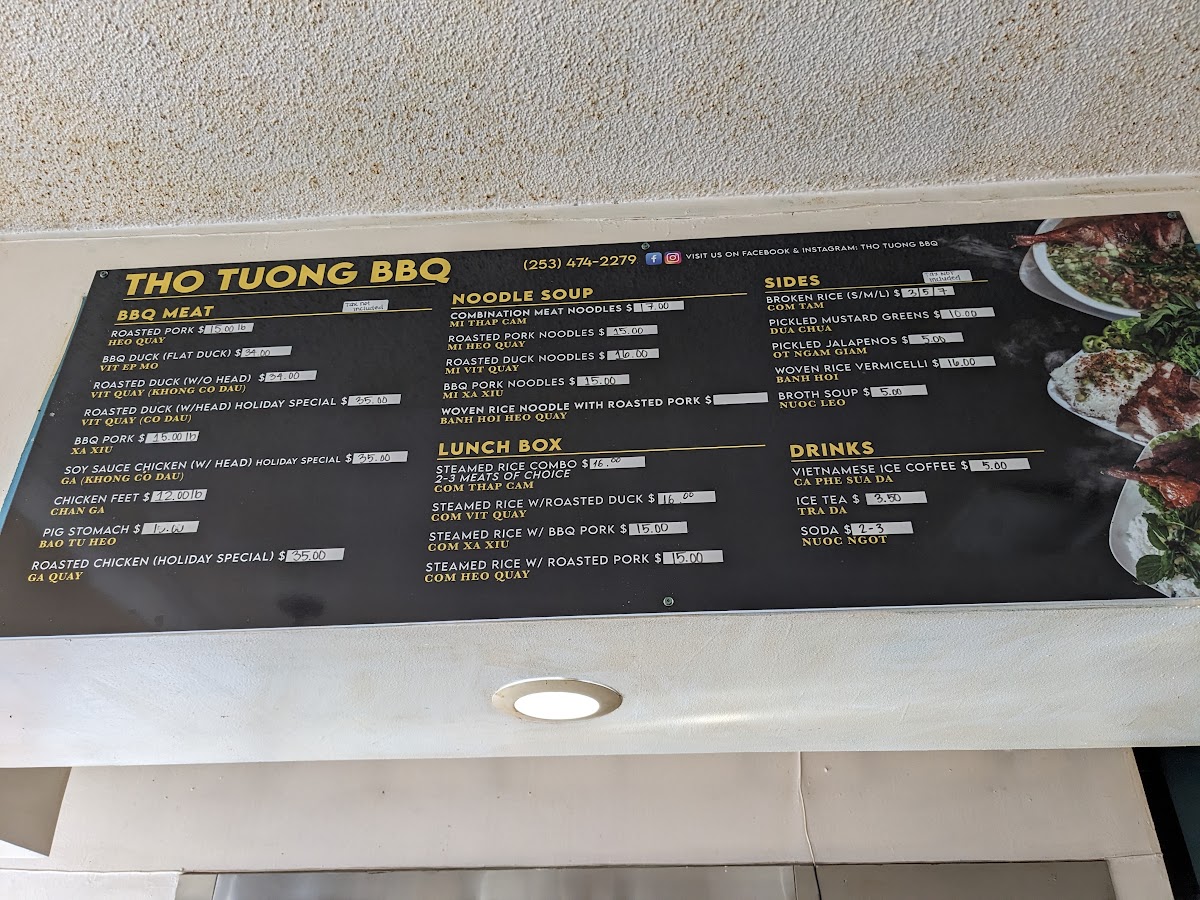 THO TUONG BBQ
(253) 474-2279
VISIT US ON FACEBOOK & INSTAGRAM: THO TUONG BBQ
BBQ MEAT
Tax not
included
ROASTED PORK $ 15.00 lb
HEO QUAY
BBQ DUCK (FLAT DUCK) $ 34.00
VIT EP MO
ROASTED DUCK (W/O HEAD) $ 34.00
VIT QUAY (KHONG CO DAU)
ROASTED DUCK (W/HEAD) HOLIDAY SPECIAL $ 35.00
VIT QUAY (CO DAU)
BBQ PORK $ 15.00 lb
XA XIU
SOY SAUCE CHICKEN (W/ HEAD) HOLIDAY SPECIAL $ 35.00
GA (KHONG CO DAU)
CHICKEN FEET $ 12.00 lb
CHAN GA
PIG STOMACH $
BAO TU HEO
ROASTED CHICKEN (HOLIDAY SPECIAL) $ 35.00
GA QUAY
NOODLE SOUP
COMBINATION MEAT NOODLES $ 17.00
MI THAP CAM
ROASTED PORK NOODLES $ 15.00
MI HEO QUAY
ROASTED DUCK NOODLES $ 16.00
MI VIT QUAY
BBQ PORK NOODLES $ 15.00
MI XA XIU
WOVEN RICE NOODLE WITH ROASTED PORK $
BANH HOI HEO QUAY
LUNCH BOX
STEAMED RICE COMBO $ 16.00
2-3 MEATS OF CHOICE
COM THAP CAM
STEAMED RICE W/ROASTED DUCK $ 16.00
COM VIT QUAY
STEAMED RICE W/ BBQ PORK $ 15.00
COM XA XIU
STEAMED RICE W/ ROASTED PORK $ 15.00
COM HEO QUAY
SIDES
Tax not
included
BROKEN RICE (S/M/L) $ 3/5/7
COM TAM
PICKLED MUSTARD GREENS $ 10.00
DUA CHUA
PICKLED JALAPENOS $ 5.00
OT NGAM GIAM
WOVEN RICE VERMICELLI $ 16.00
BANH HOI
BROTH SOUP $ 5.00
NUOC LEO
DRINKS
VIETNAMESE ICE COFFEE $ 5.00
CA PHE SUA DA
ICE TEA $ 3.50
TRA DA
SODA $ 2-3
NUOC NGOT